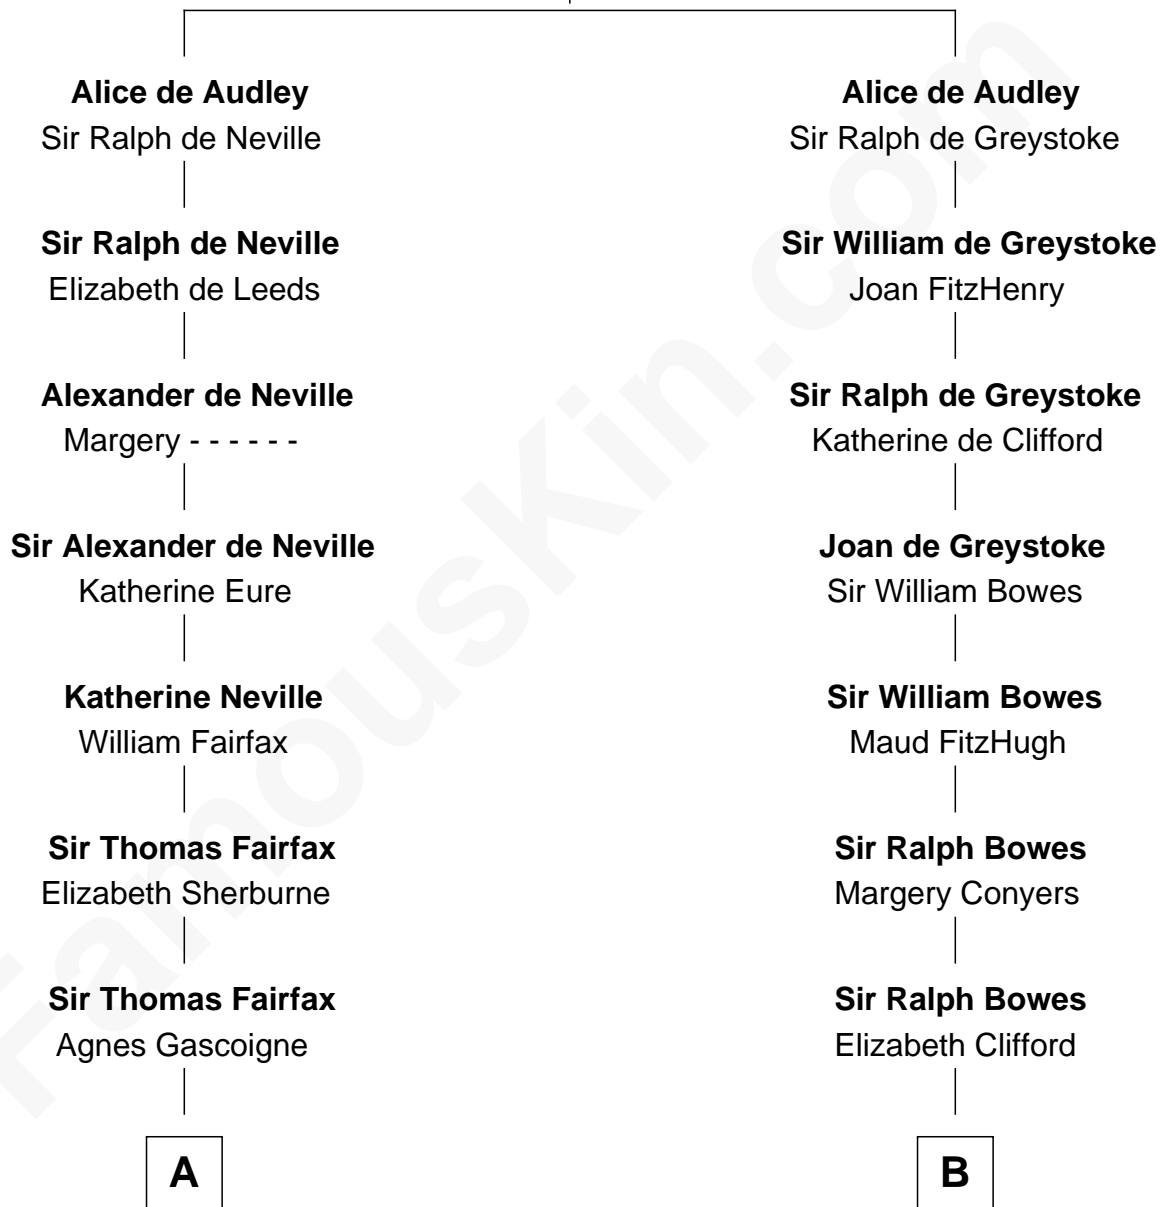 Alice de Audley
Sir Ralph de Neville
Sir Ralph de Neville
Elizabeth de Leeds
Alexander de Neville
Margery - - - - - -
Sir Alexander de Neville
Katherine Eure
Katherine Neville
William Fairfax
Sir Thomas Fairfax
Elizabeth Sherburne
Sir Thomas Fairfax
Agnes Gascoigne
A
Alice de Audley
Sir Ralph de Greystoke
Sir William de Greystoke
Joan FitzHenry
Sir Ralph de Greystoke
Katherine de Clifford
Joan de Greystoke
Sir William Bowes
Sir William Bowes
Maud FitzHugh
Sir Ralph Bowes
Margery Conyers
Sir Ralph Bowes
Elizabeth Clifford
B
FamousKin.com